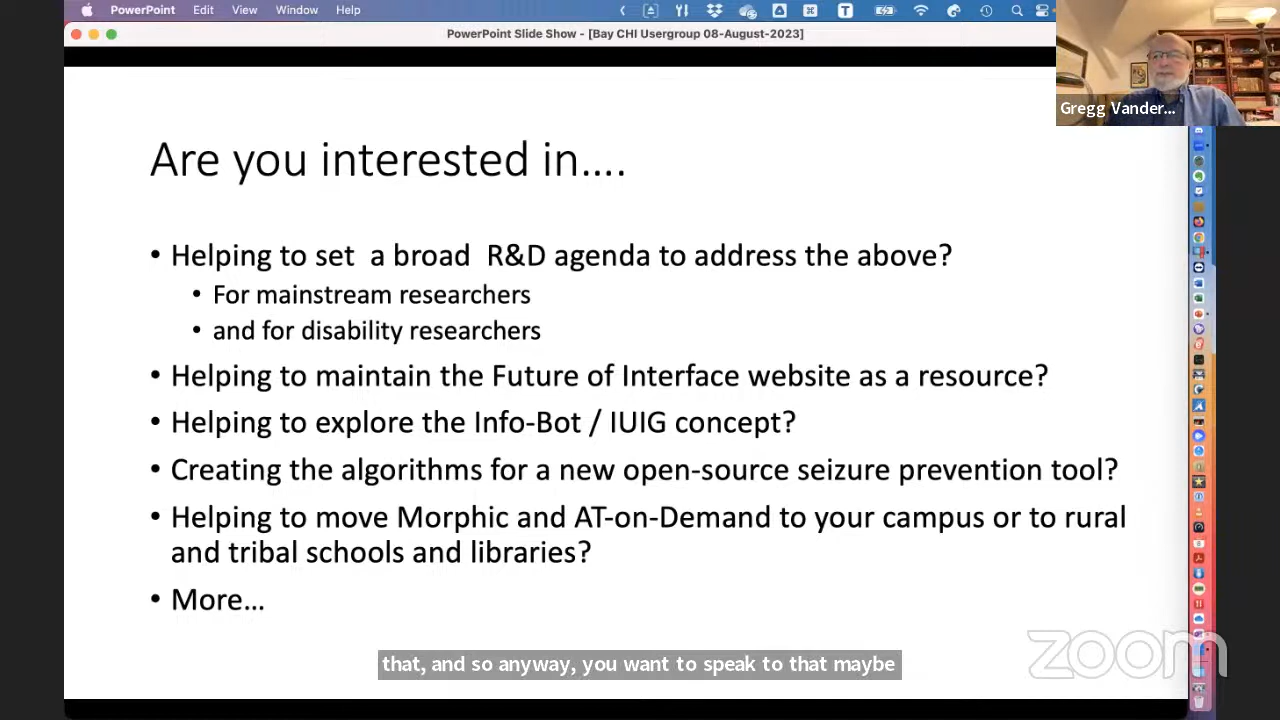 PowerPoint Edit View Window Help
PowerPoint Slide Show - [Bay CHI Usergroup 08-August-2023]
Gregg Vander...
Are you interested in....
• Helping to set a broad R&D agenda to address the above?
• For mainstream researchers
• and for disability researchers
• Helping to maintain the Future of Interface website as a resource?
• Helping to explore the Info-Bot / IUIG concept?
• Creating the algorithms for a new open-source seizure prevention tool?
• Helping to move Morphic and AT-on-Demand to your campus or to rural
and tribal schools and libraries?
• More...
that, and so anyway, you want to speak to that maybe
zoom